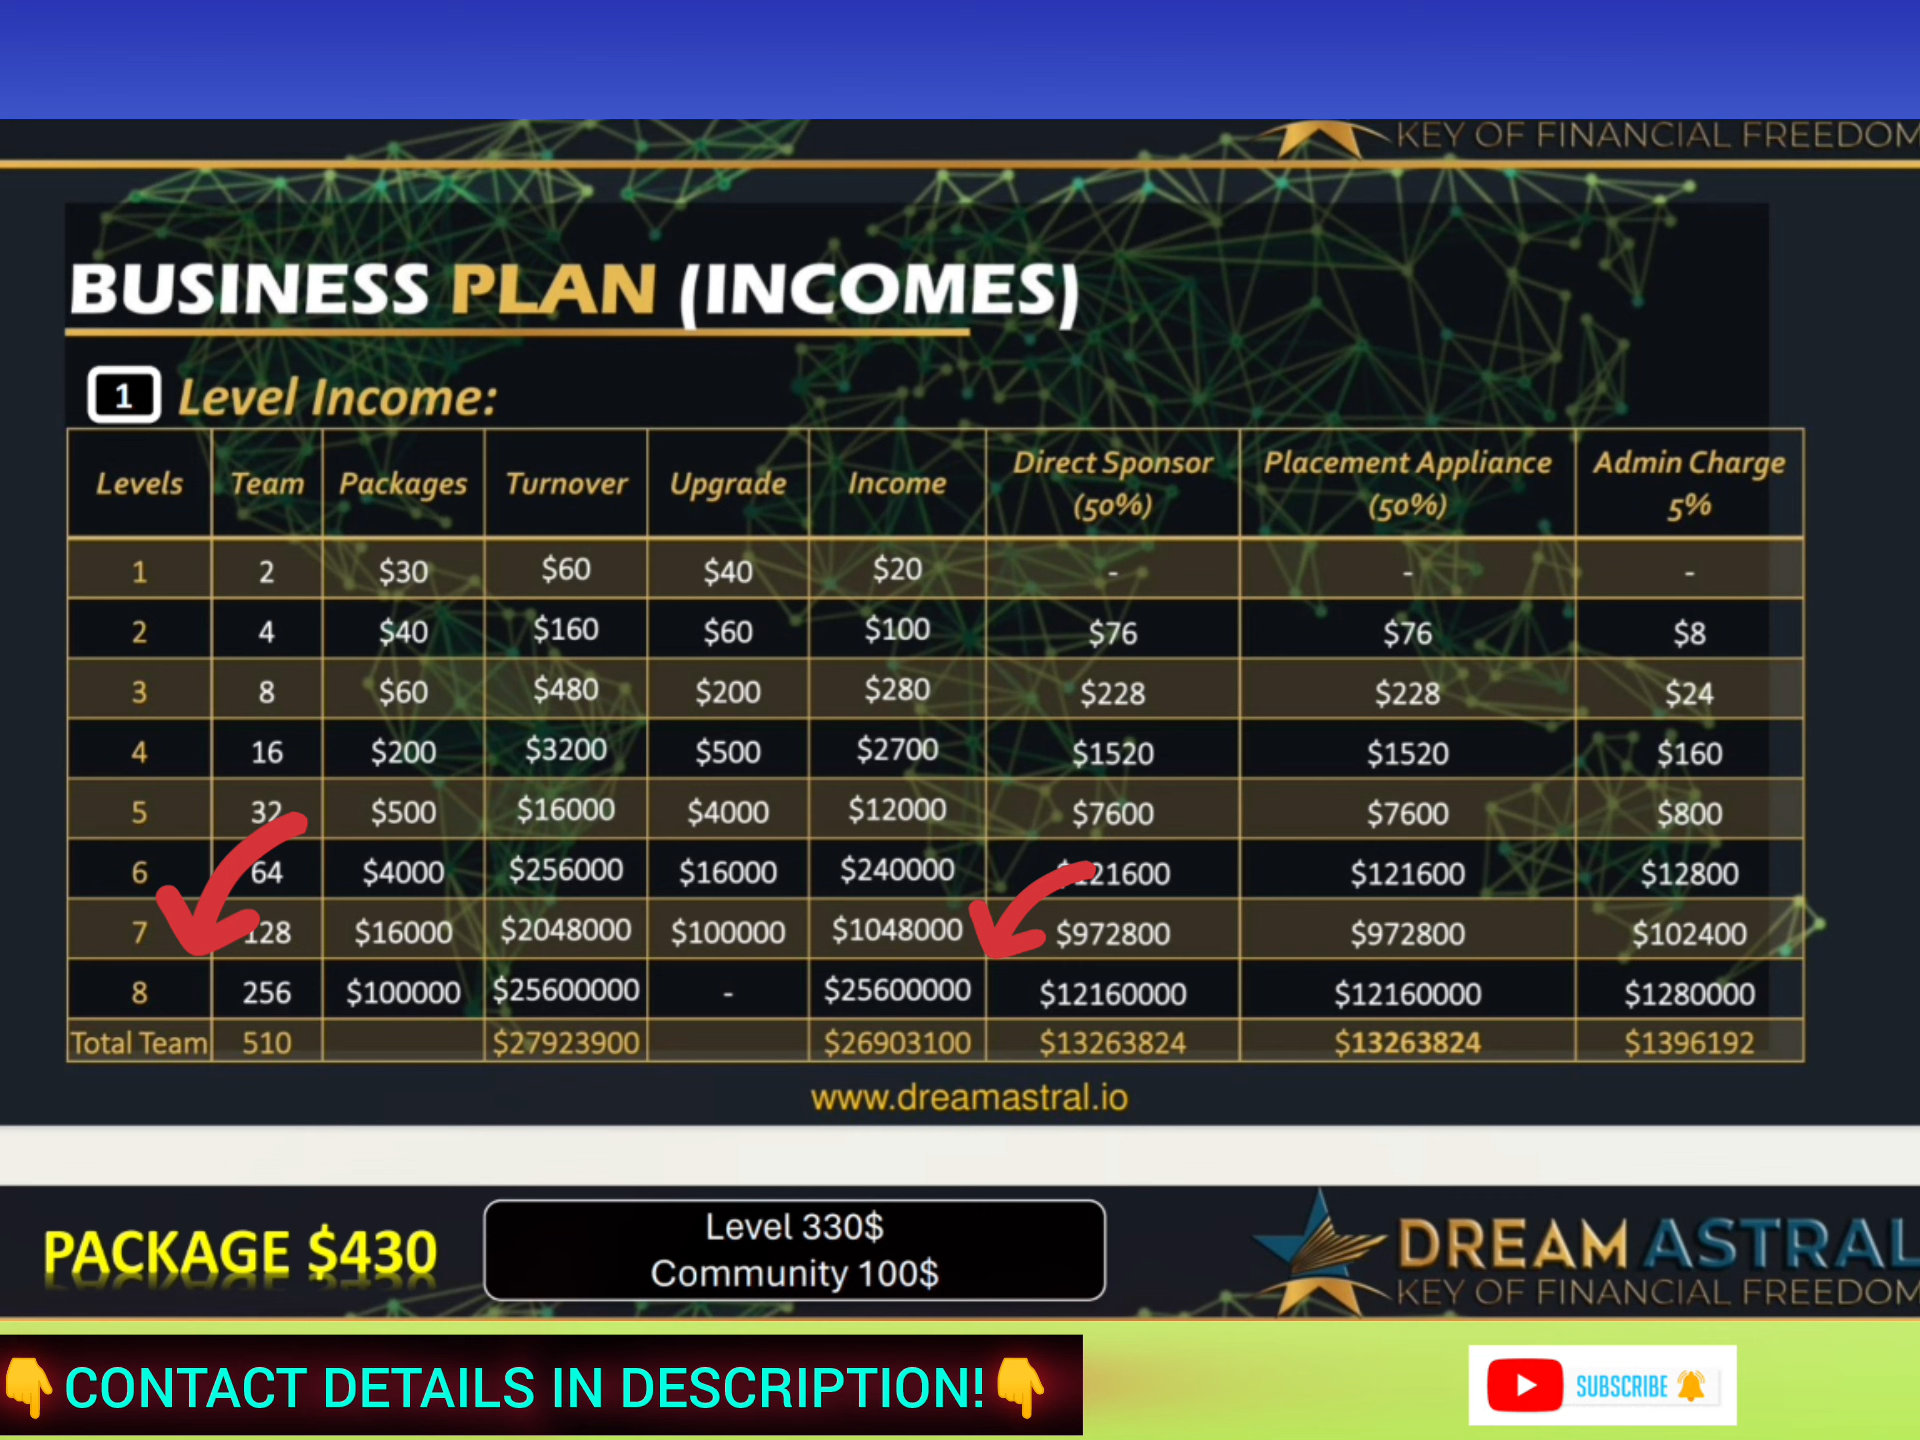 KEY OF FINANCIAL FREEDOM
BUSINESS PLAN (INCOMES)
1 Level Income:
Levels Team Packages Turnover Upgrade Income Direct Sponsor (50%) Placement Appliance (50%) Admin Charge 5%
1 2 $30 $60 $40 $20 - - -
2 4 $40 $160 $60 $100 $76 $76 $8
3 8 $60 $480 $200 $280 $228 $228 $24
4 16 $200 $3200 $500 $2700 $1520 $1520 $160
5 32 $500 $16000 $4000 $12000 $7600 $7600 $800
6 64 $4000 $256000 $16000 $240000 $121600 $121600 $12800
7 128 $16000 $2048000 $100000 $1048000 $972800 $972800 $102400
8 256 $100000 $25600000 - $25600000 $12160000 $12160000 $1280000
Total Team 510 $27923900 $26903100 $13263824 $13263824 $1396192
www.dreamastral.io
PACKAGE $430
Level 330$
Community 100$
DREAM ASTRAL
KEY OF FINANCIAL FREEDOM
👇CONTACT DETAILS IN DESCRIPTION!👇
SUBSCRIBE